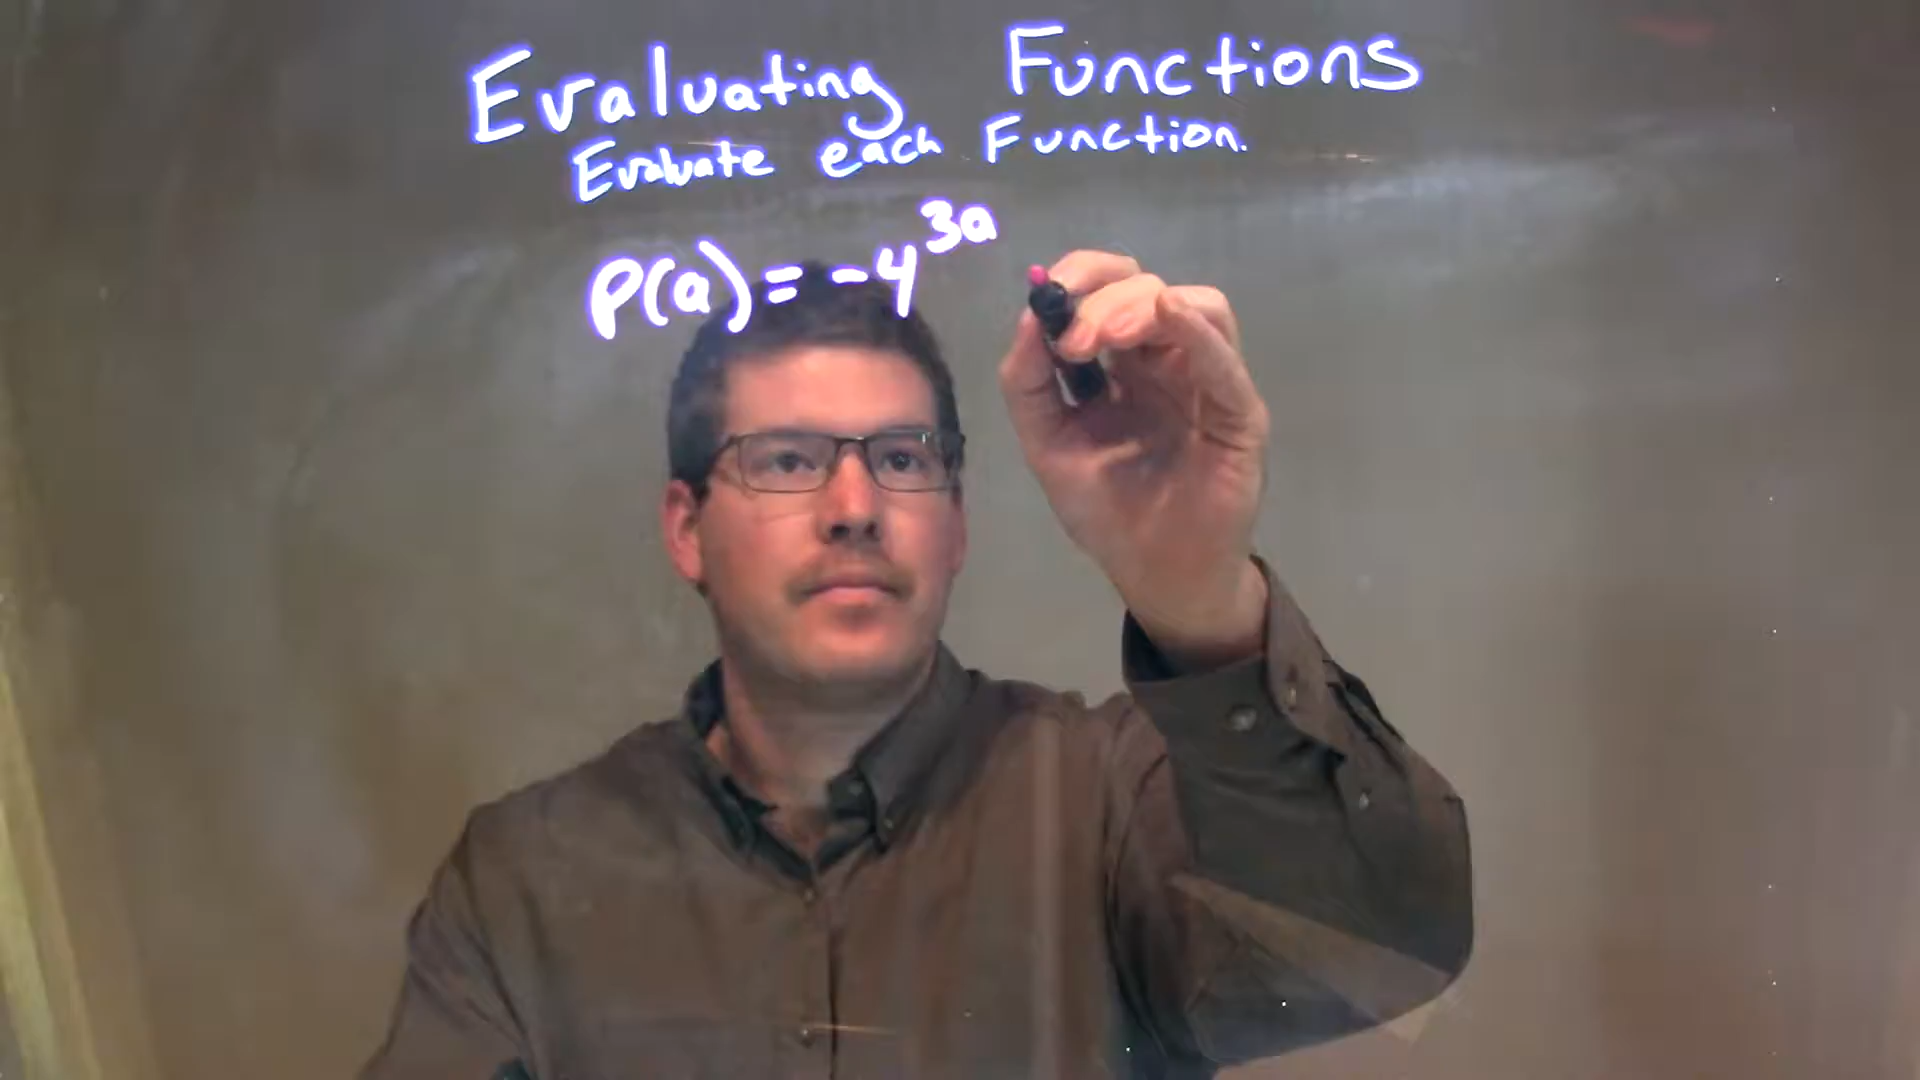 Evaluating Functions
Evaluate each Function.
P(a) = -4^{3a}